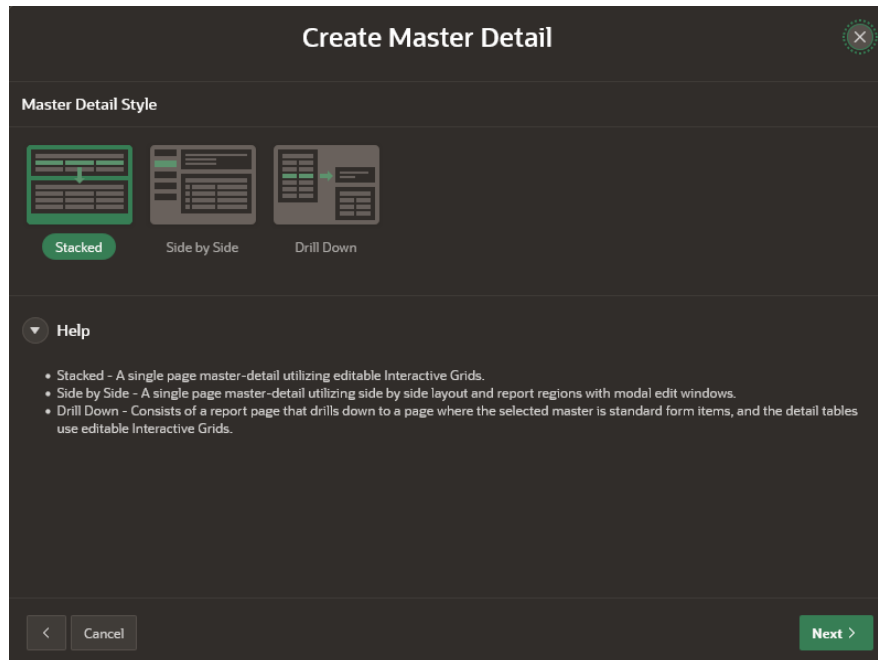 Create Master Detail
Master Detail Style
Stacked
Side by Side
Drill Down
Help
• Stacked - A single page master-detail utilizing editable Interactive Grids.
• Side by Side - A single page master-detail utilizing side by side layout and report regions with modal edit windows.
• Drill Down - Consists of a report page that drills down to a page where the selected master is standard form items, and the detail tables
use editable Interactive Grids.
Cancel
Next